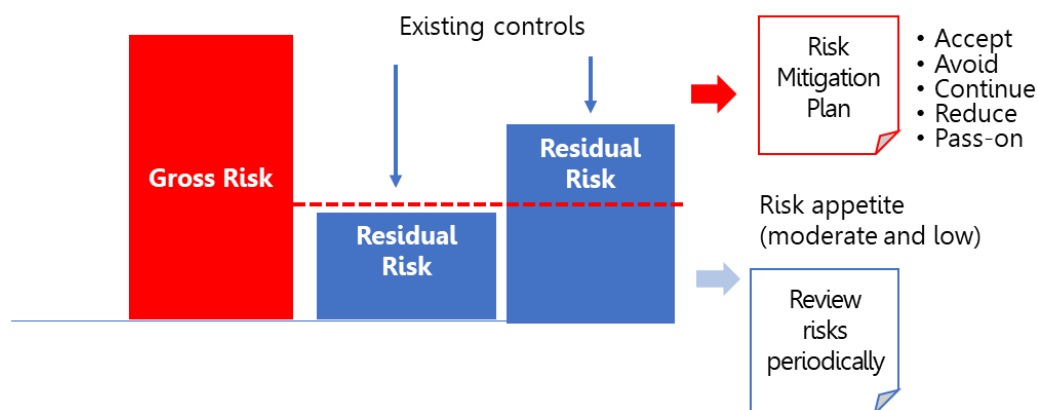 Existing controls
Gross Risk
Residual
Risk
Residual
Risk
Risk
Mitigation
Plan
• Accept
• Avoid
• Continue
• Reduce
• Pass-on
Risk appetite
(moderate and low)
Review
risks
periodically